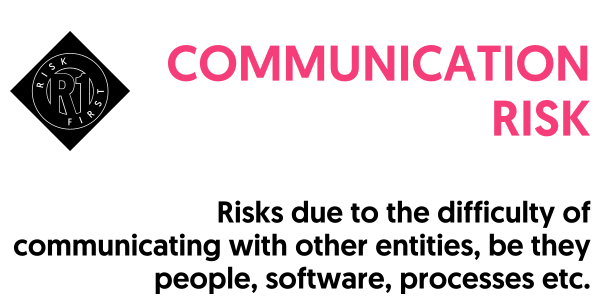 RISK
R1
FIRST
COMMUNICATION
RISK
Risks due to the difficulty of
communicating with other entities, be they
people, software, processes etc.